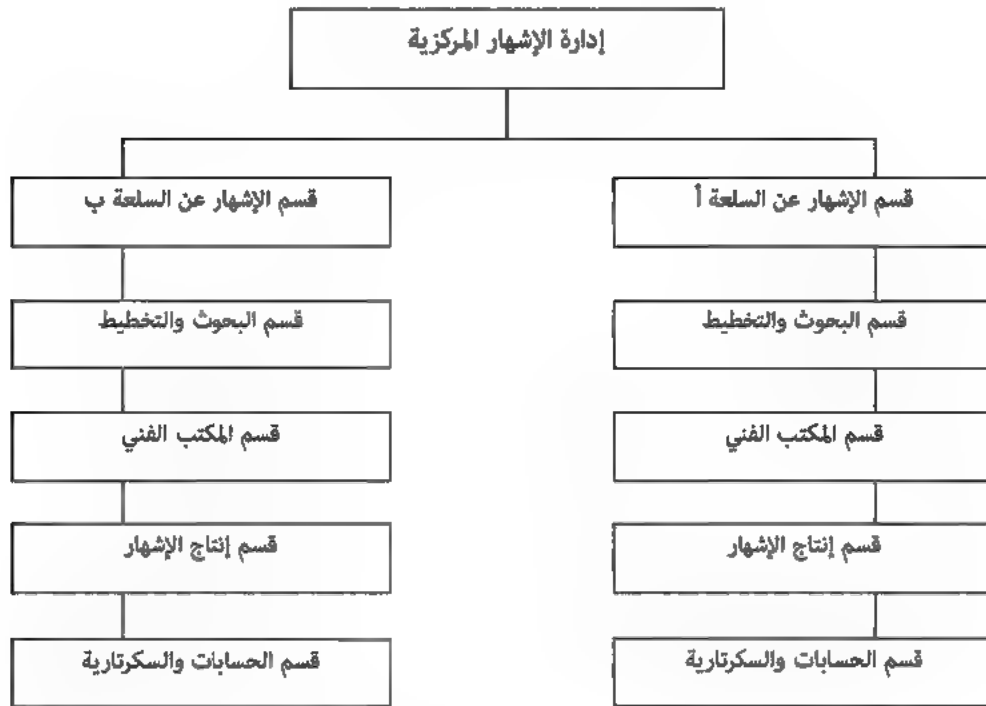 إدارة الإشهار المركزية
قسم الإشهار عن السلعة أ
قسم الإشهار عن السلعة ب
قسم البحوث والتخطيط
قسم البحوث والتخطيط
قسم المكتب الفني
قسم المكتب الفني
قسم إنتاج الإشهار
قسم إنتاج الإشهار
قسم الحسابات والسكرتارية
قسم الحسابات والسكرتارية